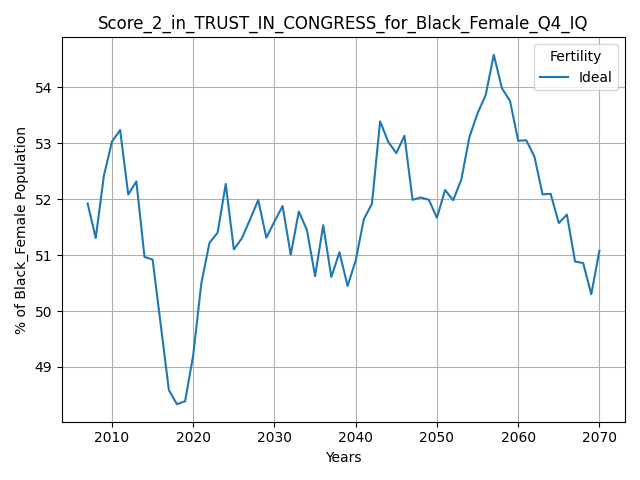 Score_2_in_TRUST_IN_CONGRESS_for_Black_Female_Q4_IQ
Fertility
Ideal
% of Black_Female Population
54
53
52
51
50
49
2010 2020 2030 2040 2050 2060 2070
Years